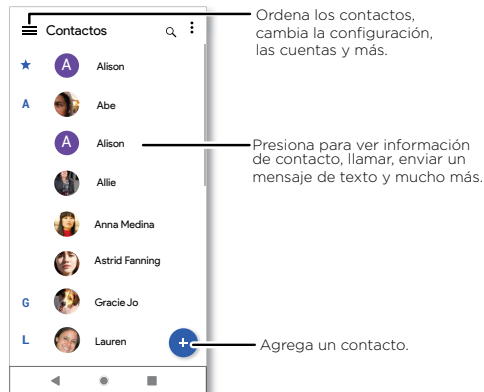 Contactos
Ordena los contactos,
cambia la configuración,
las cuentas y más.
A
Alison
A
Abe
A
Alison
Presiona para ver información
de contacto, llamar, enviar un
mensaje de texto y mucho más.
Allie
Anna Medina
Astrid Fanning
G
Gracie Jo
L
Lauren
Agrega un contacto.